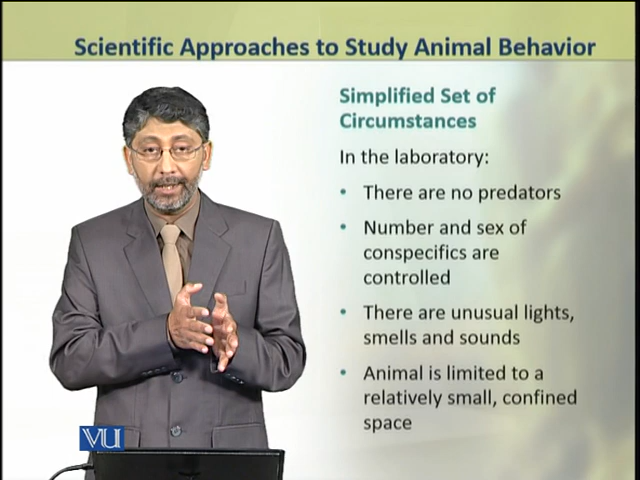 Scientific Approaches to Study Animal Behavior
Simplified Set of
Circumstances
In the laboratory:
• There are no predators
• Number and sex of
conspecifics are
controlled
• There are unusual lights,
smells and sounds
• Animal is limited to a
relatively small, confined
space
VU